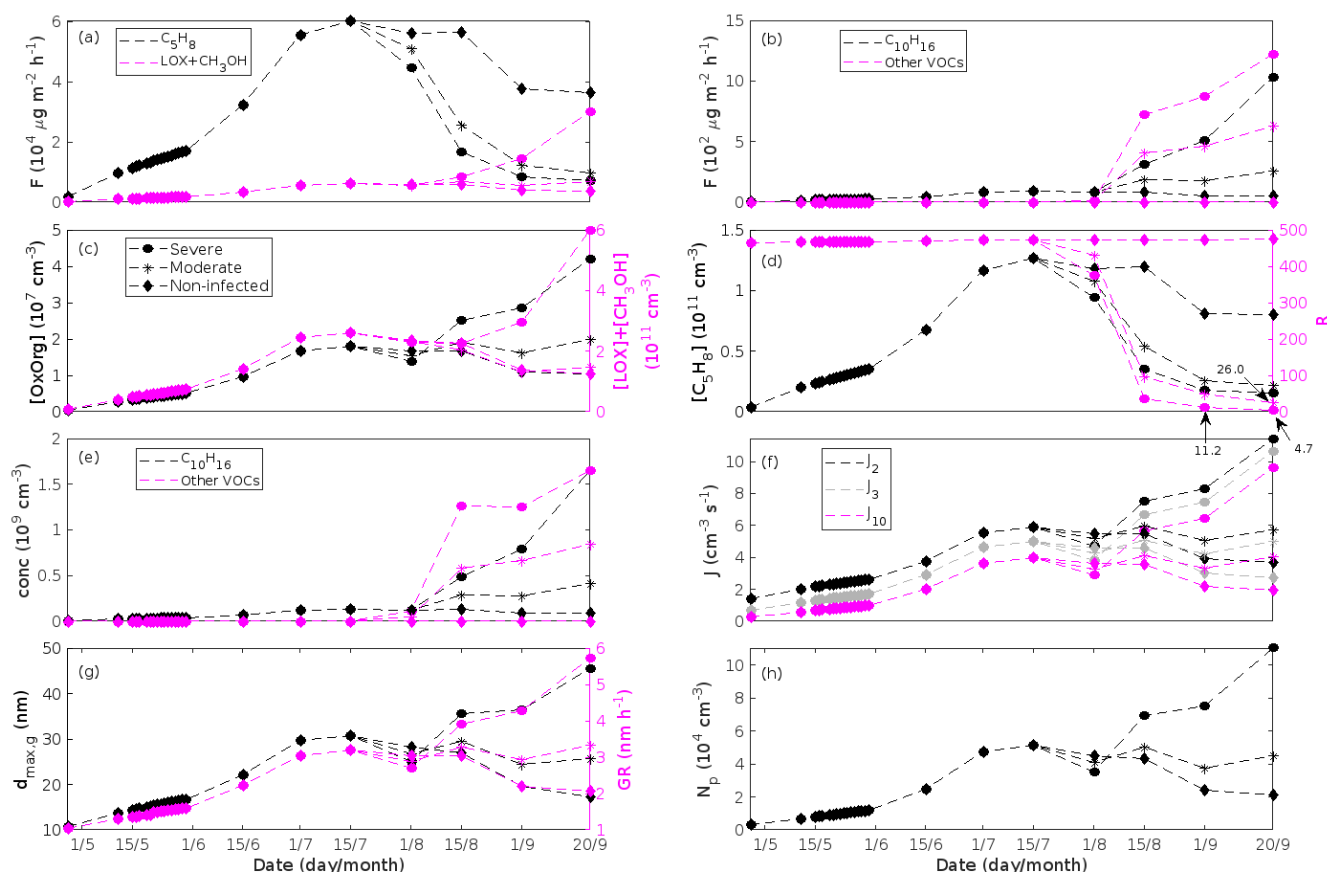 (a)
C5H8
LOX+CH3OH
F (10^4 μg m^-2 h^-1)
6
4
2
0
(b)
C10H16
Other VOCs
F (10^2 μg m^-2 h^-1)
15
10
5
0
(c)
Severe
Moderate
Non-infected
[OxOrg] (10^7 cm^-3)
5
4
3
2
1
0
[LOX]+[CH3OH]
(10^11 cm^-3)
6
4
2
0
(d)
[C5H8] (10^11 cm^-3)
1.5
1
0.5
0
R
500
400
300
200
100
0
26.0
11.2
4.7
(e)
C10H16
Other VOCs
conc (10^9 cm^-3)
2
1.5
1
0.5
0
(f)
J2
J3
J10
J (cm^-3 s^-1)
10
8
6
4
2
0
(g)
dmax,g (nm)
50
40
30
20
10
GR (nm h^-1)
6
5
4
3
2
1
1/5 15/5 1/6 15/6 1/7 15/7 1/8 15/8 1/9 20/9
Date (day/month)
(h)
Np (10^4 cm^-3)
10
8
6
4
2
0
1/5 15/5 1/6 15/6 1/7 15/7 1/8 15/8 1/9 20/9
Date (day/month)